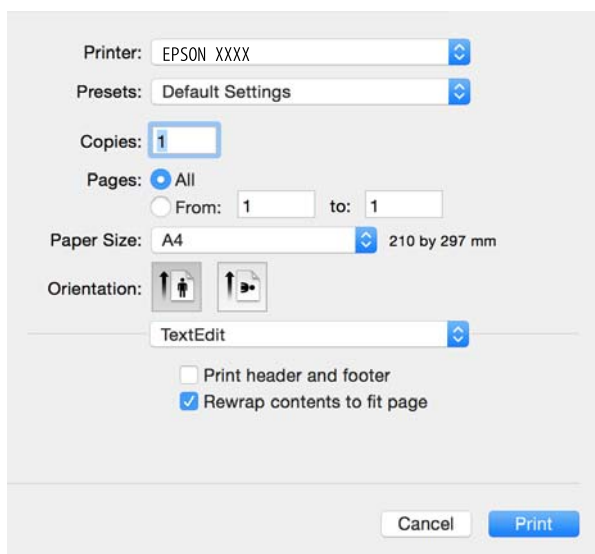 Printer: EPSON XXXX
Presets: Default Settings
Copies: 1
Pages: All
From: 1 to: 1
Paper Size: A4 210 by 297 mm
Orientation:
TextEdit
Print header and footer
Rewrap contents to fit page
Cancel Print